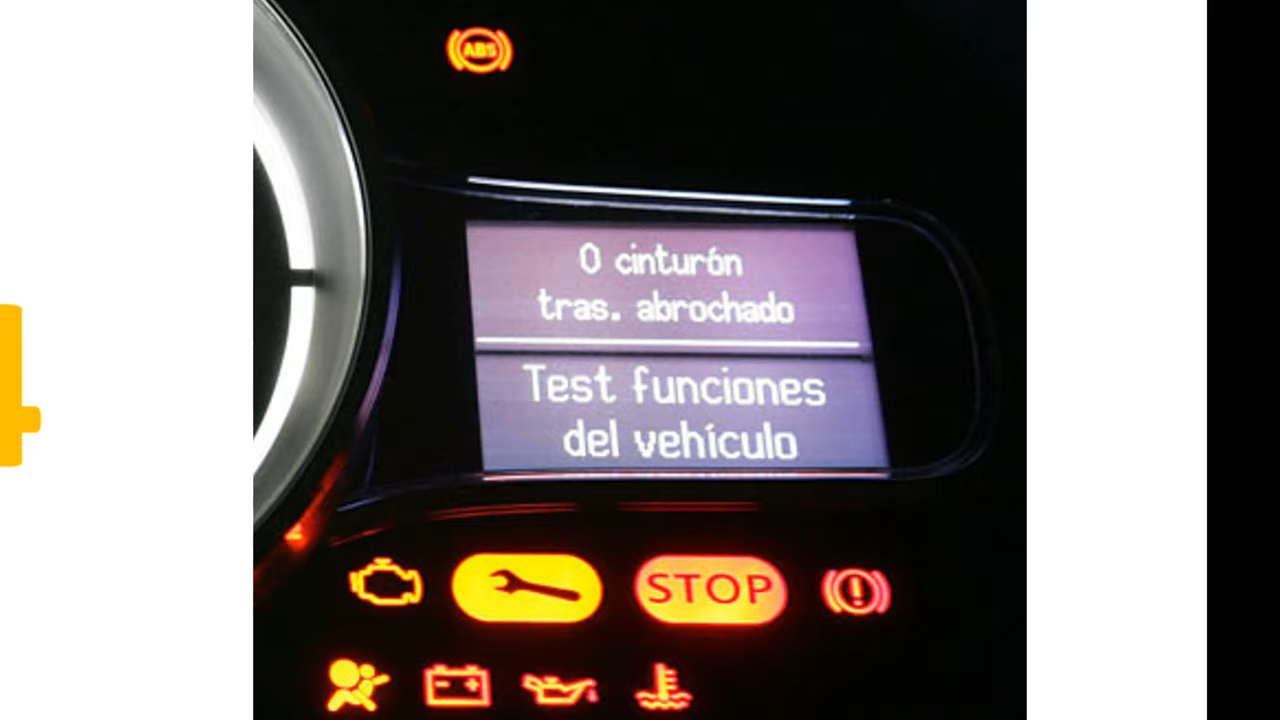 ABS
0 cinturón
tras. abrochado
Test funciones
del vehículo
STOP